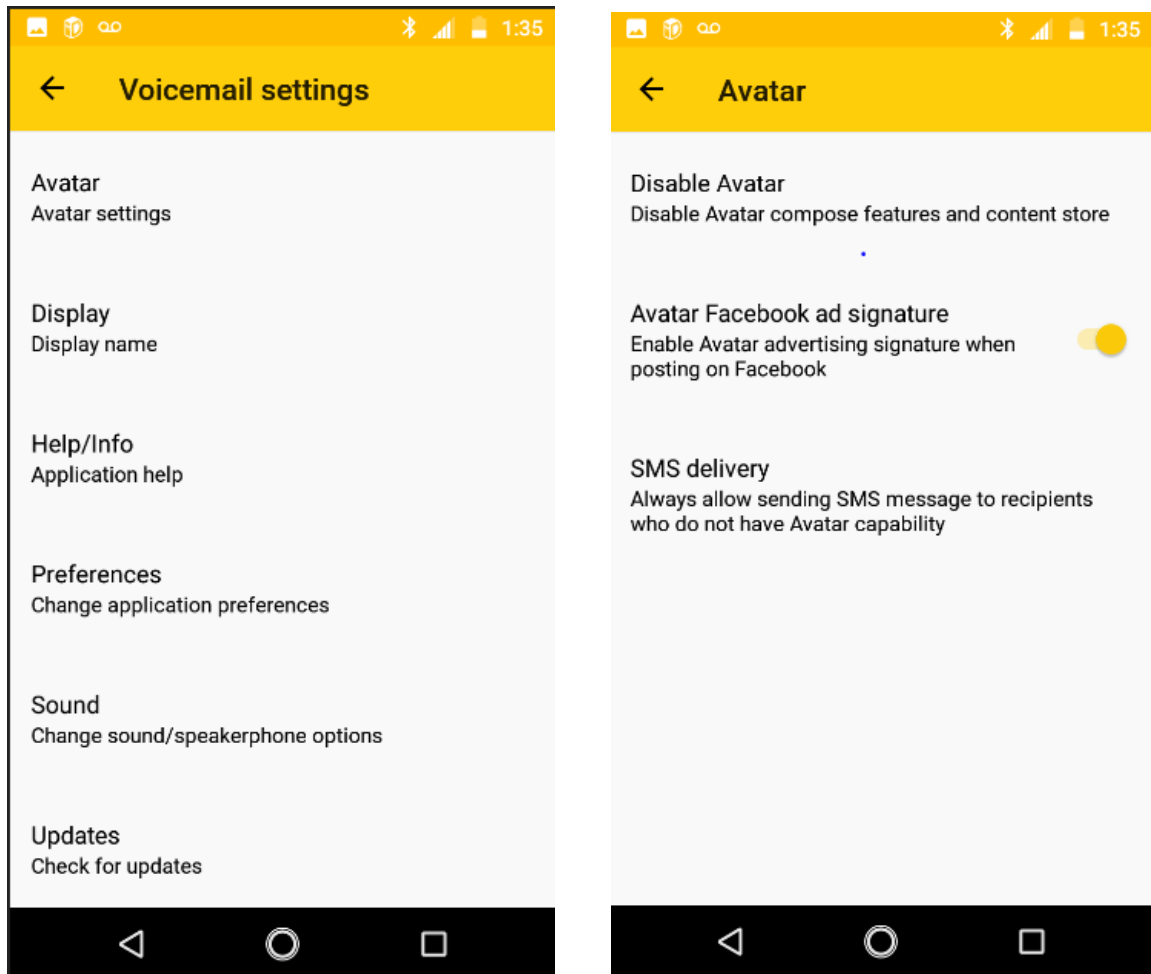 1:35
Voicemail settings
Avatar
Avatar settings
Display
Display name
Help/Info
Application help
Preferences
Change application preferences
Sound
Change sound/speakerphone options
Updates
Check for updates
1:35
Avatar
Disable Avatar
Disable Avatar compose features and content store
Avatar Facebook ad signature
Enable Avatar advertising signature when
posting on Facebook
SMS delivery
Always allow sending SMS message to recipients
who do not have Avatar capability